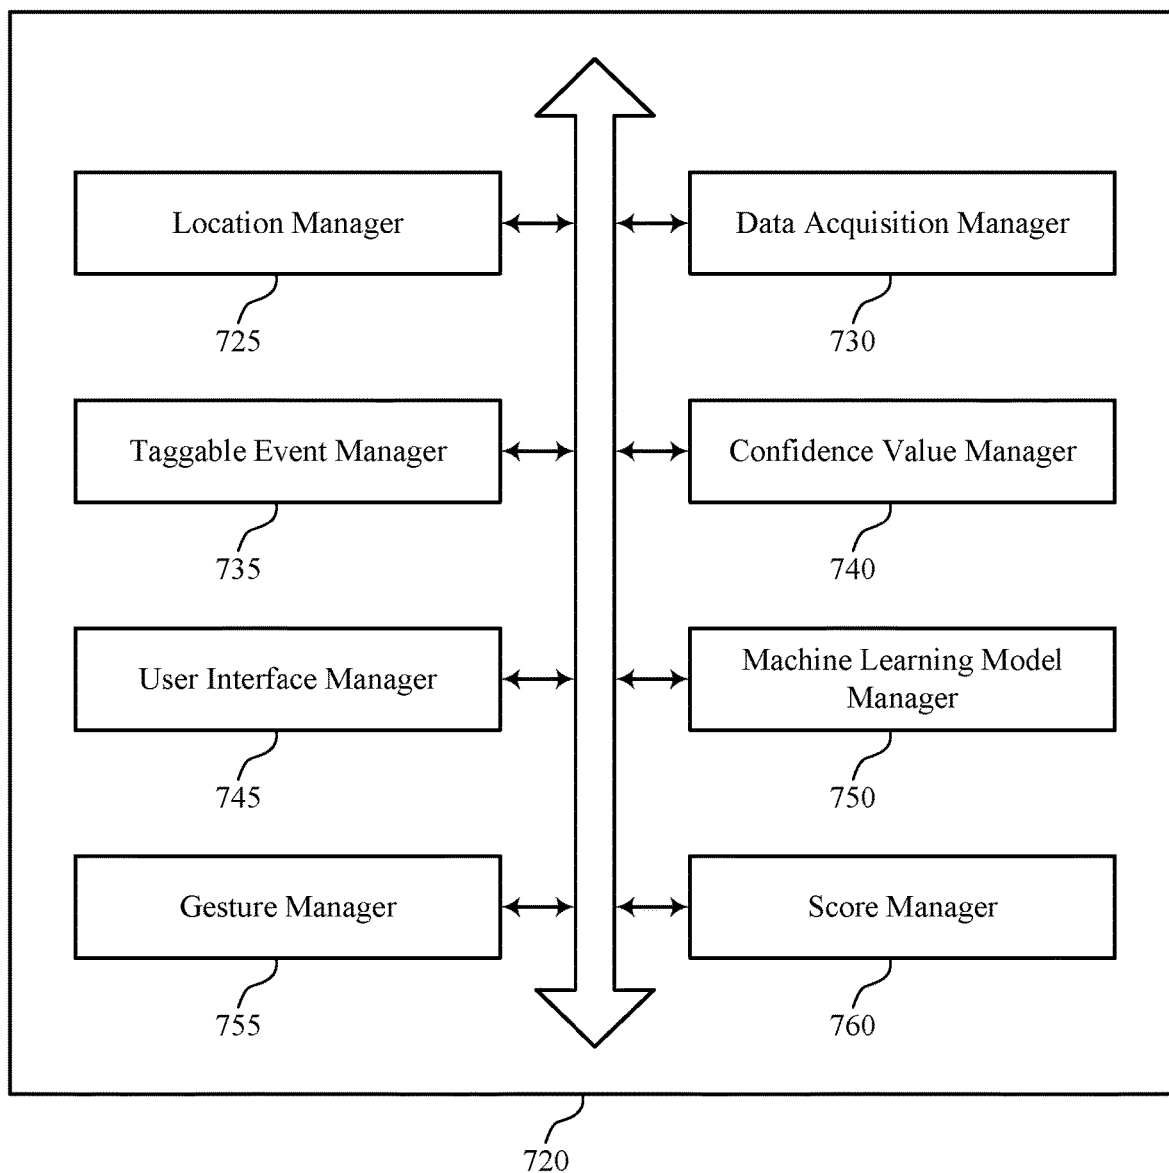 Location Manager
Data Acquisition Manager
725
730
Taggable Event Manager
Confidence Value Manager
735
740
User Interface Manager
Machine Learning Model
Manager
745
750
Gesture Manager
Score Manager
755
760
720